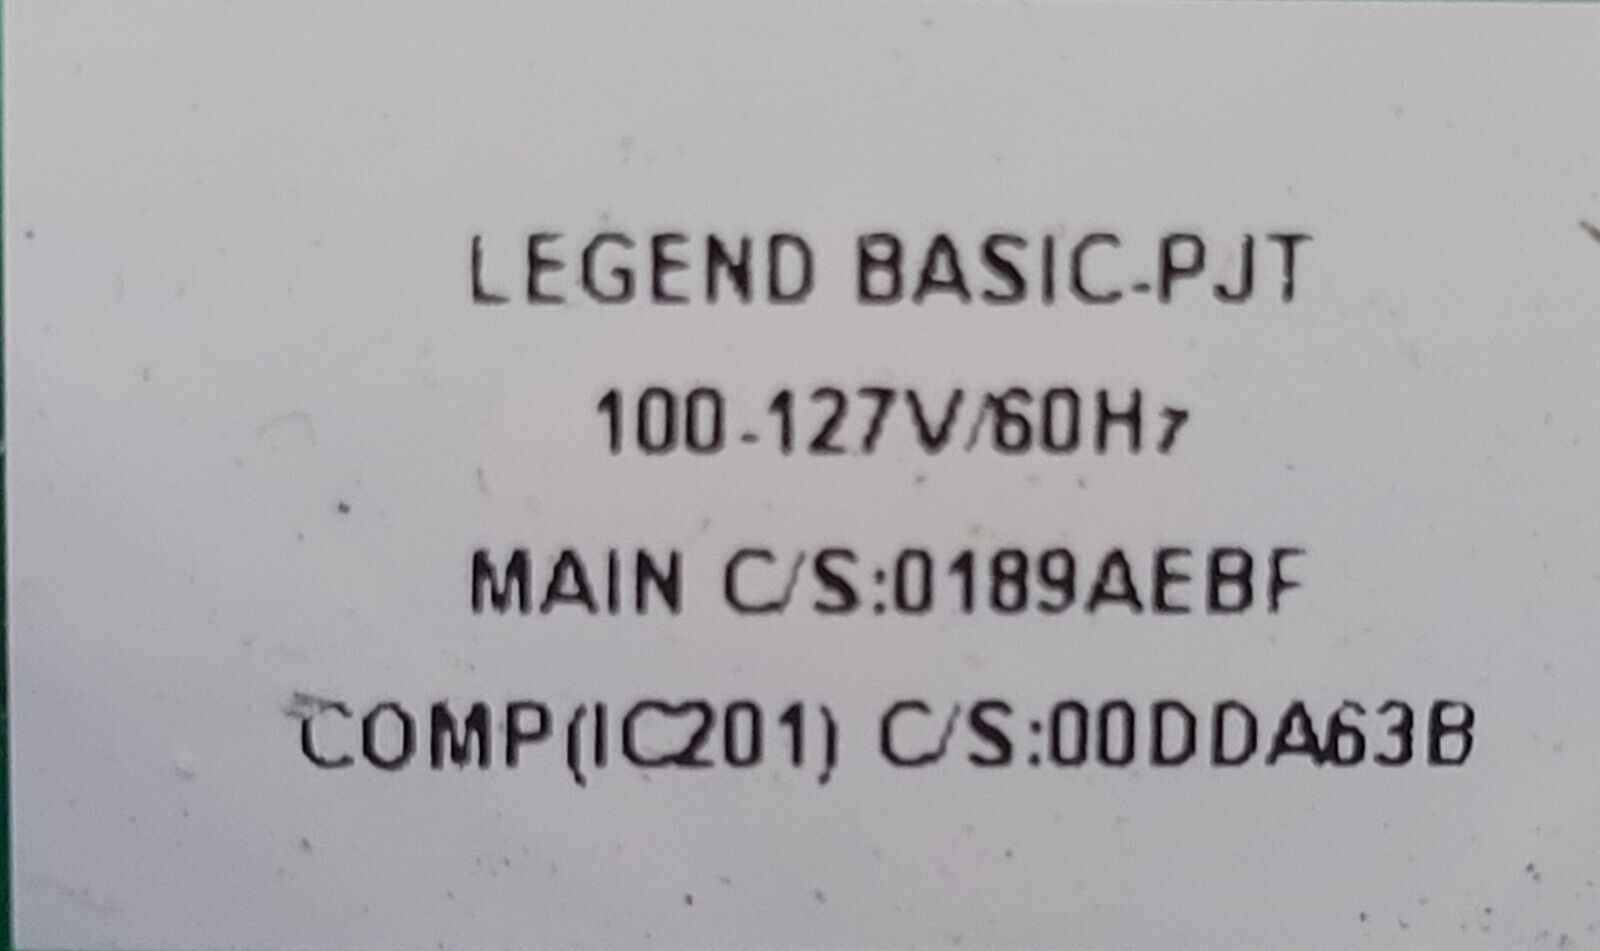 LEGEND BASIC-PJT
100-127V/60Hz
MAIN C/S:0189AEBF
COMP(IC201) C/S:00DDA63B